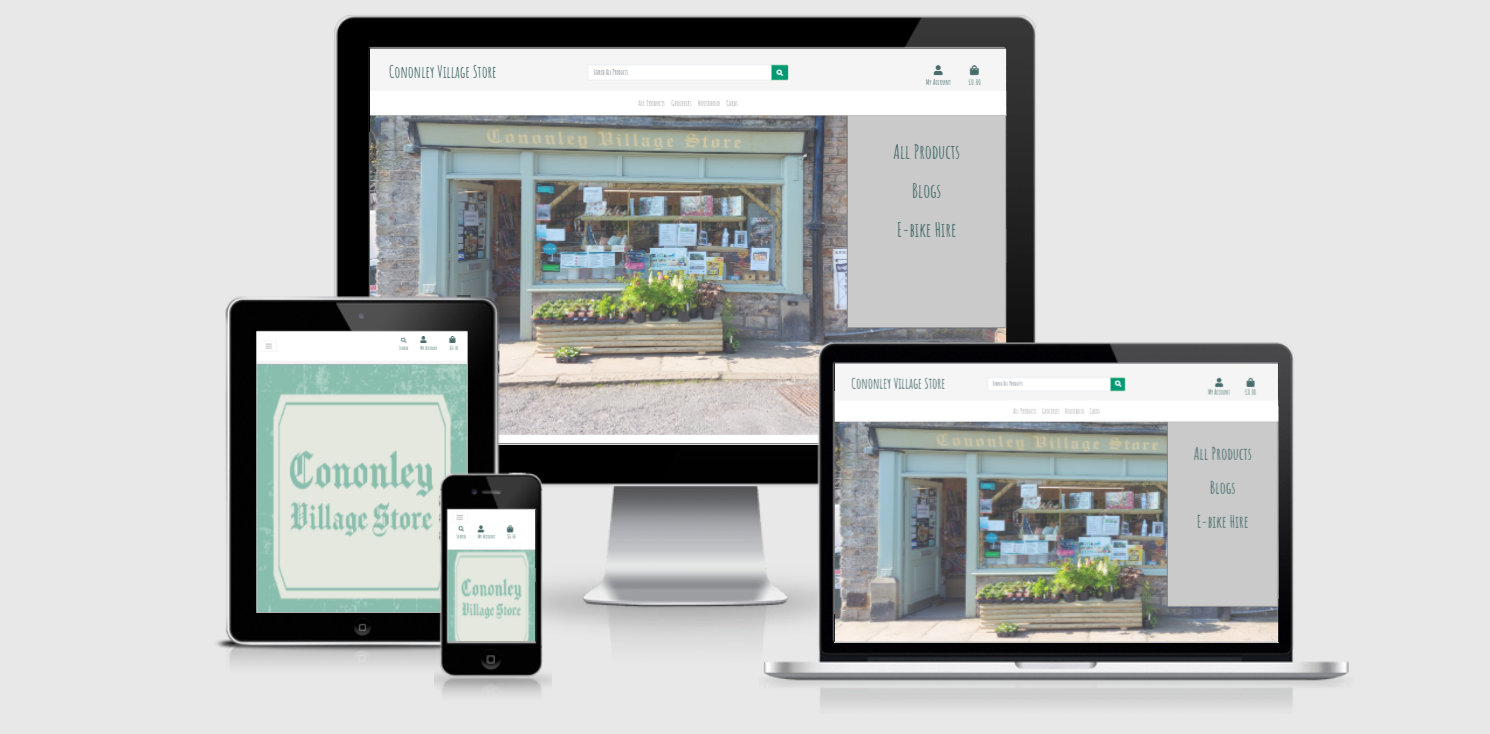 Cononley Village Store
Search All Products
My Account
£0.00
All Products Groceries Household Cards
Cononley Village Store
All Products
Blogs
E-bike Hire
Search
My Account
£0.00
Cononley
Village Store
Search
My Account
£0.00
Cononley
Village Store
Cononley Village Store
Search All Products
My Account
£0.00
All Products Groceries Household Cards
Cononley Village Store
All Products
Blogs
E-bike Hire